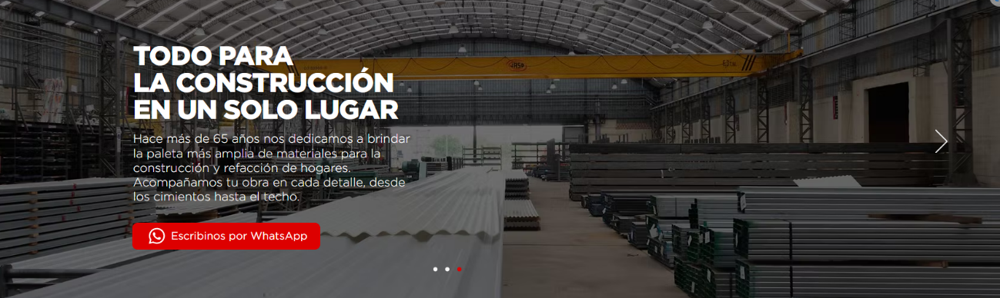 TODO PARA
LA CONSTRUCCIÓN
EN UN SOLO LUGAR
Hace más de 65 años nos dedicamos a brindar
la paleta más amplia de materiales para la
construcción y refacción de hogares.
Acompañamos tu obra en cada detalle, desde
los cimientos hasta el techo.
Escribinos por WhatsApp